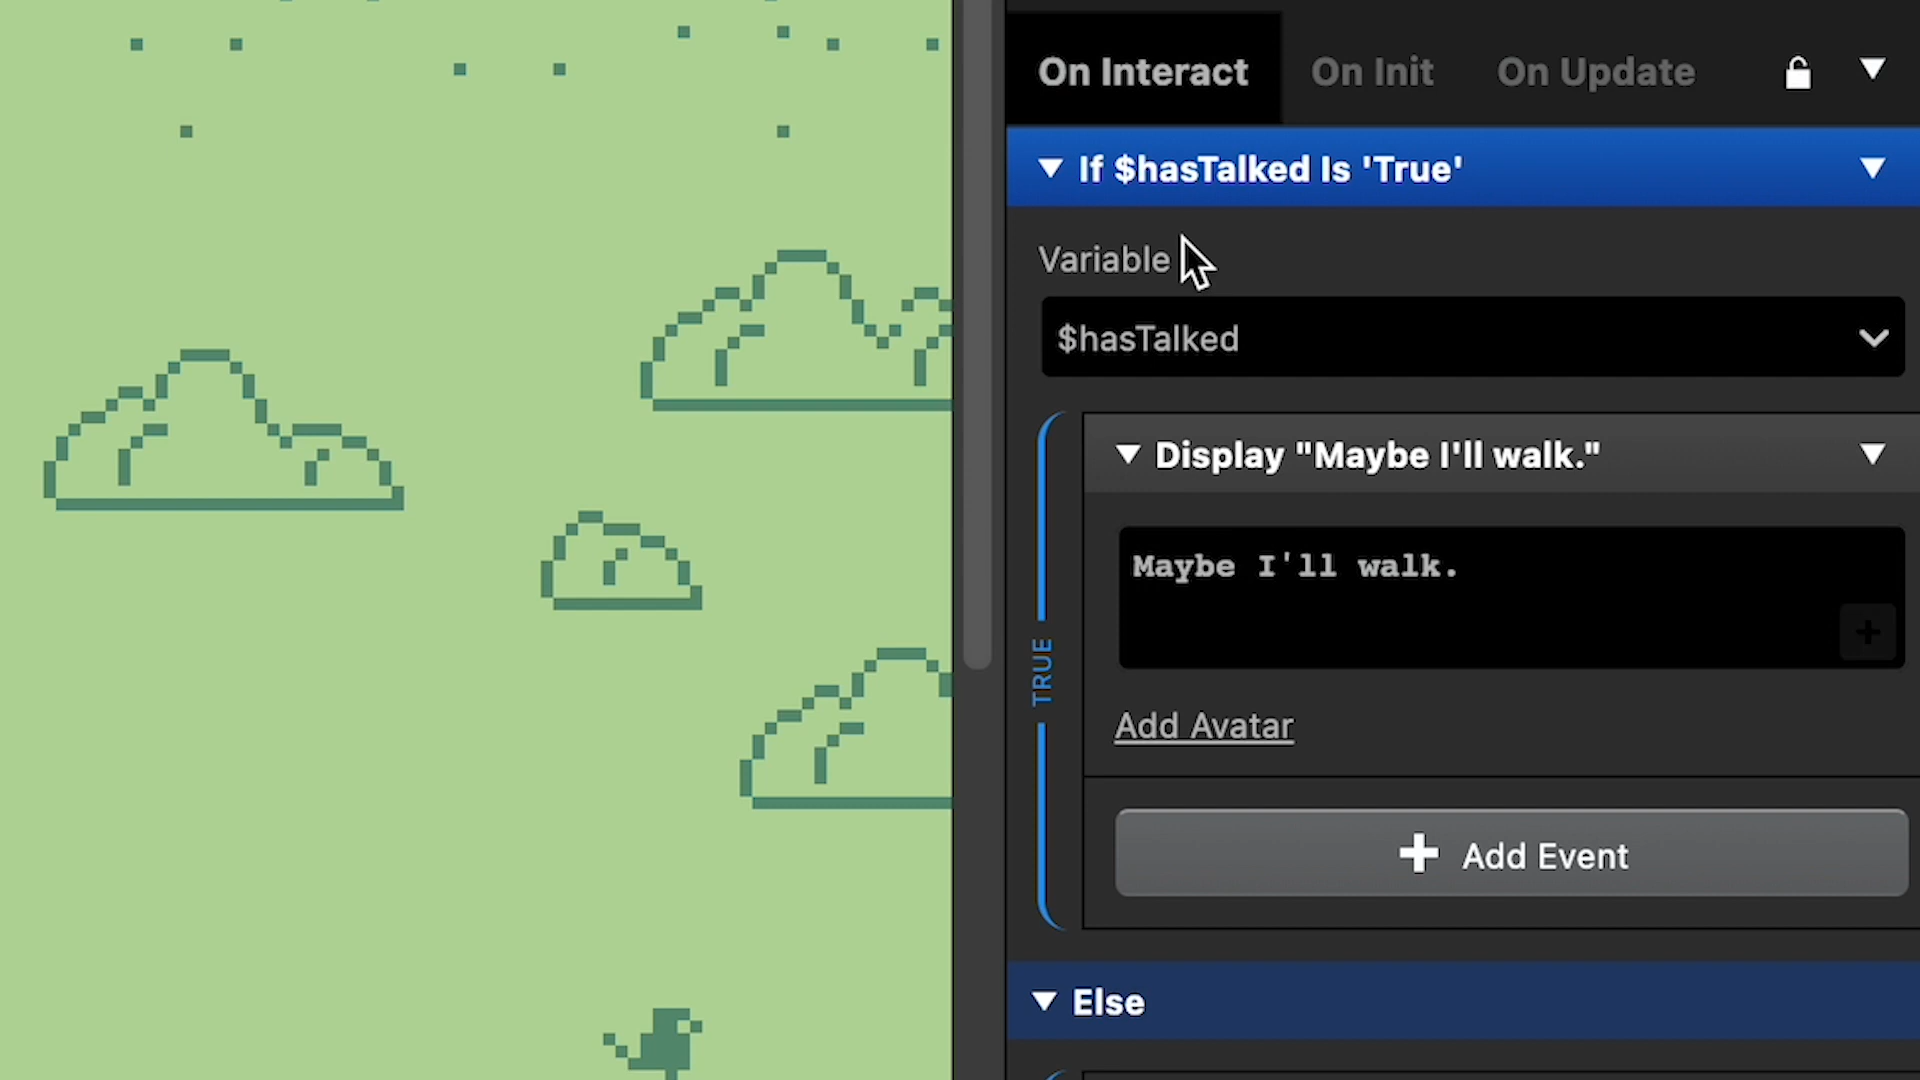 On Interact On Init On Update
If $hasTalked Is 'True'
Variable
$hasTalked
Display "Maybe I'll walk."
Maybe I'll walk.
TRUE
Add Avatar
Add Event
Else